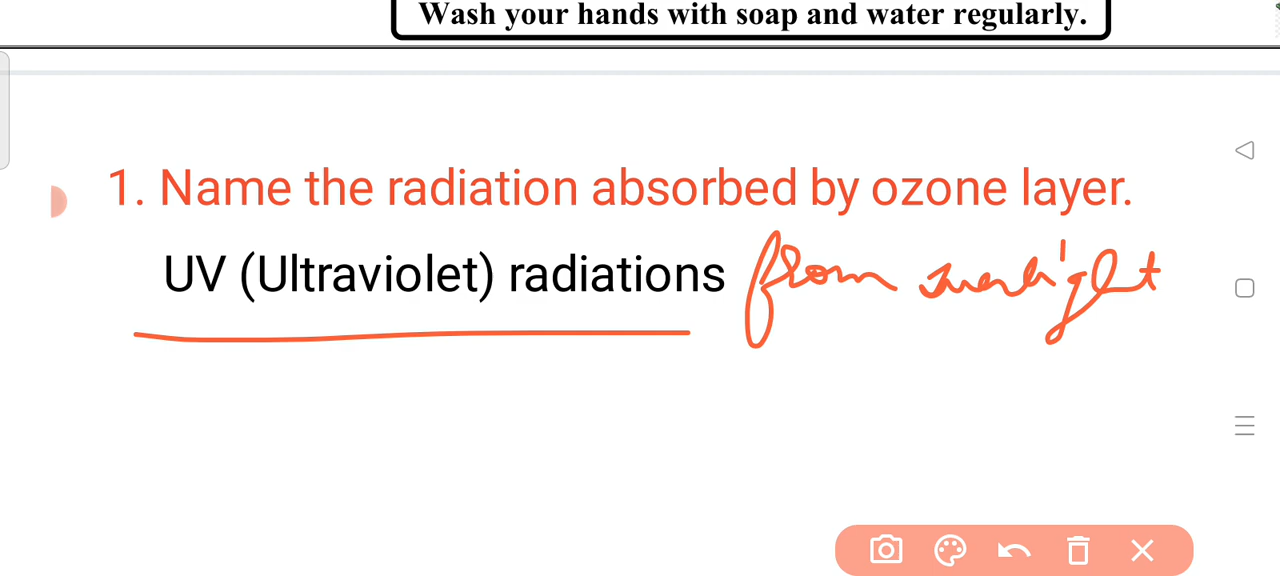 Wash your hands with soap and water regularly.
1. Name the radiation absorbed by ozone layer.
UV (Ultraviolet) radiations from sunlight